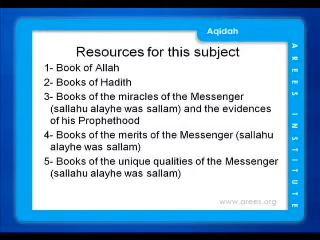 Aqidah
Resources for this subject
1- Book of Allah
2- Books of Hadith
3- Books of the miracles of the Messenger
(sallahu alayhe was sallam) and the evidences
of his Prophethood
4- Books of the merits of the Messenger (sallahu
alayhe was sallam)
5- Books of the unique qualities of the Messenger
(sallahu alayhe was sallam)
www.arees.org
AREES INSTITUTE